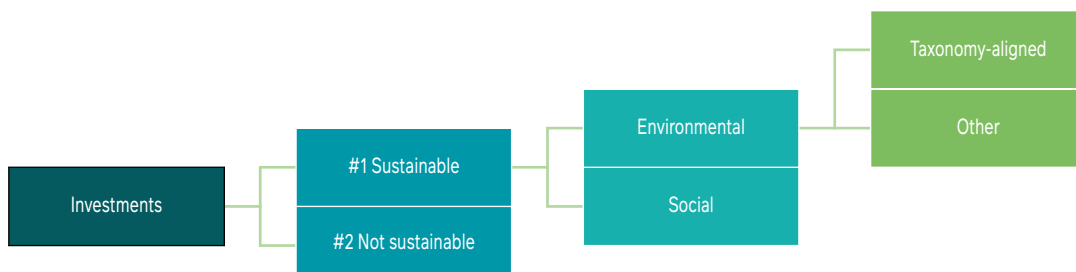 Investments
#1 Sustainable
#2 Not sustainable
Environmental
Social
Taxonomy-aligned
Other